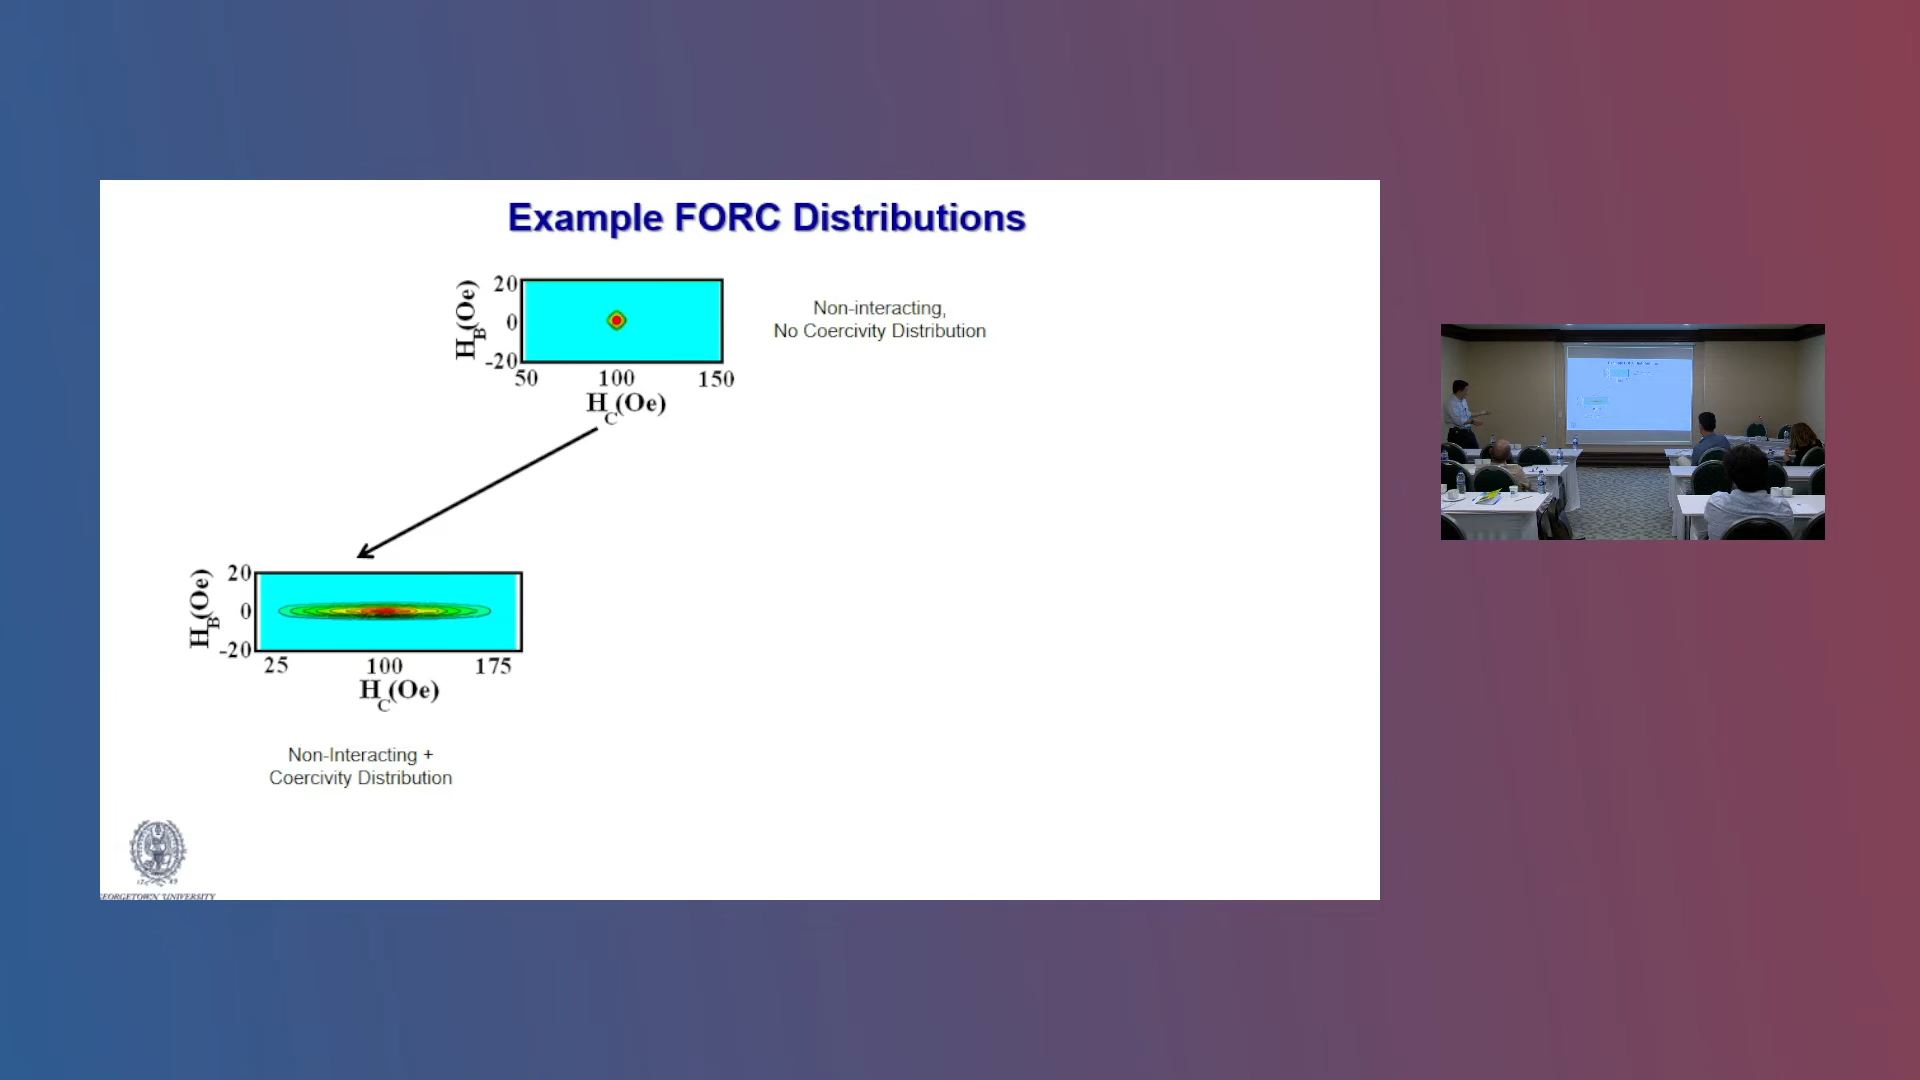 Example FORC Distributions
20
0
-20
H_B(Oe)
50 100 150
H_C(Oe)
Non-interacting,
No Coercivity Distribution
20
0
-20
H_B(Oe)
25 100 175
H_C(Oe)
Non-Interacting +
Coercivity Distribution
GEORGETOWN UNIVERSITY